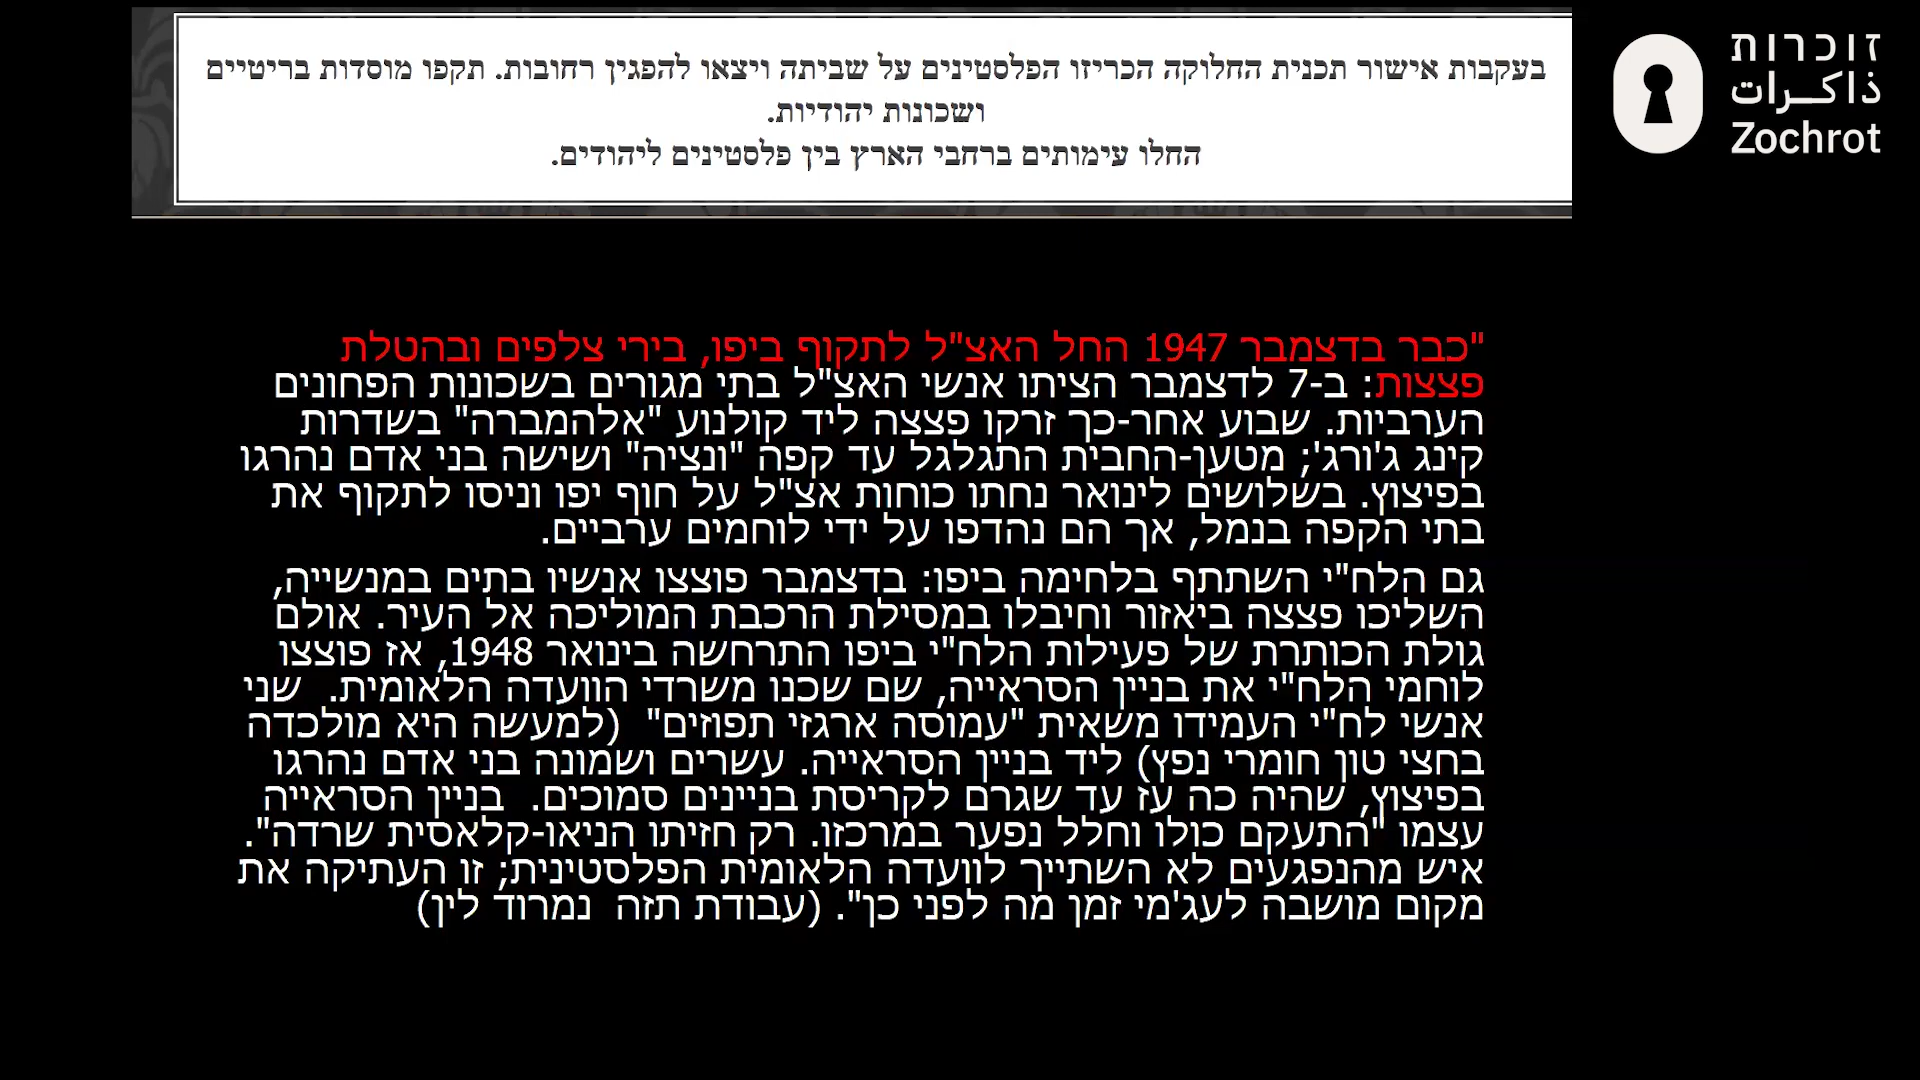 בעקבות אישור תכנית החלוקה הכריזו הפלסטינים על שביתה ויצאו להפגין רחובות. תקפו מוסדות בריטיים
ושכונות יהודיות.
החלו עימותים ברחבי הארץ בין פלסטינים ליהודים.
זוכרות
ذاكرات
Zochrot
"כבר בדצמבר 1947 החל האצ"ל לתקוף ביפו, בירי צלפים ובהטלת
פצצות: ב-7 לדצמבר הציתו אנשי האצ"ל בתי מגורים בשכונות הפחונים
הערביות. שבוע אחר-כך זרקו פצצה ליד קולנוע "אלהמברה" בשדרות
קינג ג'ורג'; מטען-החבית התגלגל עד קפה "ונציה" ושישה בני אדם נהרגו
בפיצוץ. בשלושים לינואר נחתו כוחות אצ"ל על חוף יפו וניסו לתקוף את
בתי הקפה בנמל, אך הם נהדפו על ידי לוחמים ערביים.
גם הלח"י השתתף בלחימה ביפו: בדצמבר פוצצו אנשיו בתים במנשייה,
השליכו פצצה ביאזור וחיבלו במסילת הרכבת המוליכה אל העיר. אולם
גולת הכותרת של פעילות הלח"י ביפו התרחשה בינואר 1948, אז פוצצו
לוחמי הלח"י את בניין הסראייה, שם שכנו משרדי הוועדה הלאומית. שני
אנשי לח"י העמידו משאית "עמוסה ארגזי תפוזים" (למעשה היא מולכדה
בחצי טון חומרי נפץ) ליד בניין הסראייה. עשרים ושמונה בני אדם נהרגו
בפיצוץ, שהיה כה עז עד שגרם לקריסת בניינים סמוכים. בניין הסראייה
עצמו "התעקם כולו וחלל נפער במרכזו. רק חזיתו הניאו-קלאסית שרדה".
איש מהנפגעים לא השתייך לוועדה הלאומית הפלסטינית; זו העתיקה את
מקום מושבה לעג'מי זמן מה לפני כן". (עבודת תזה נמרוד לין)